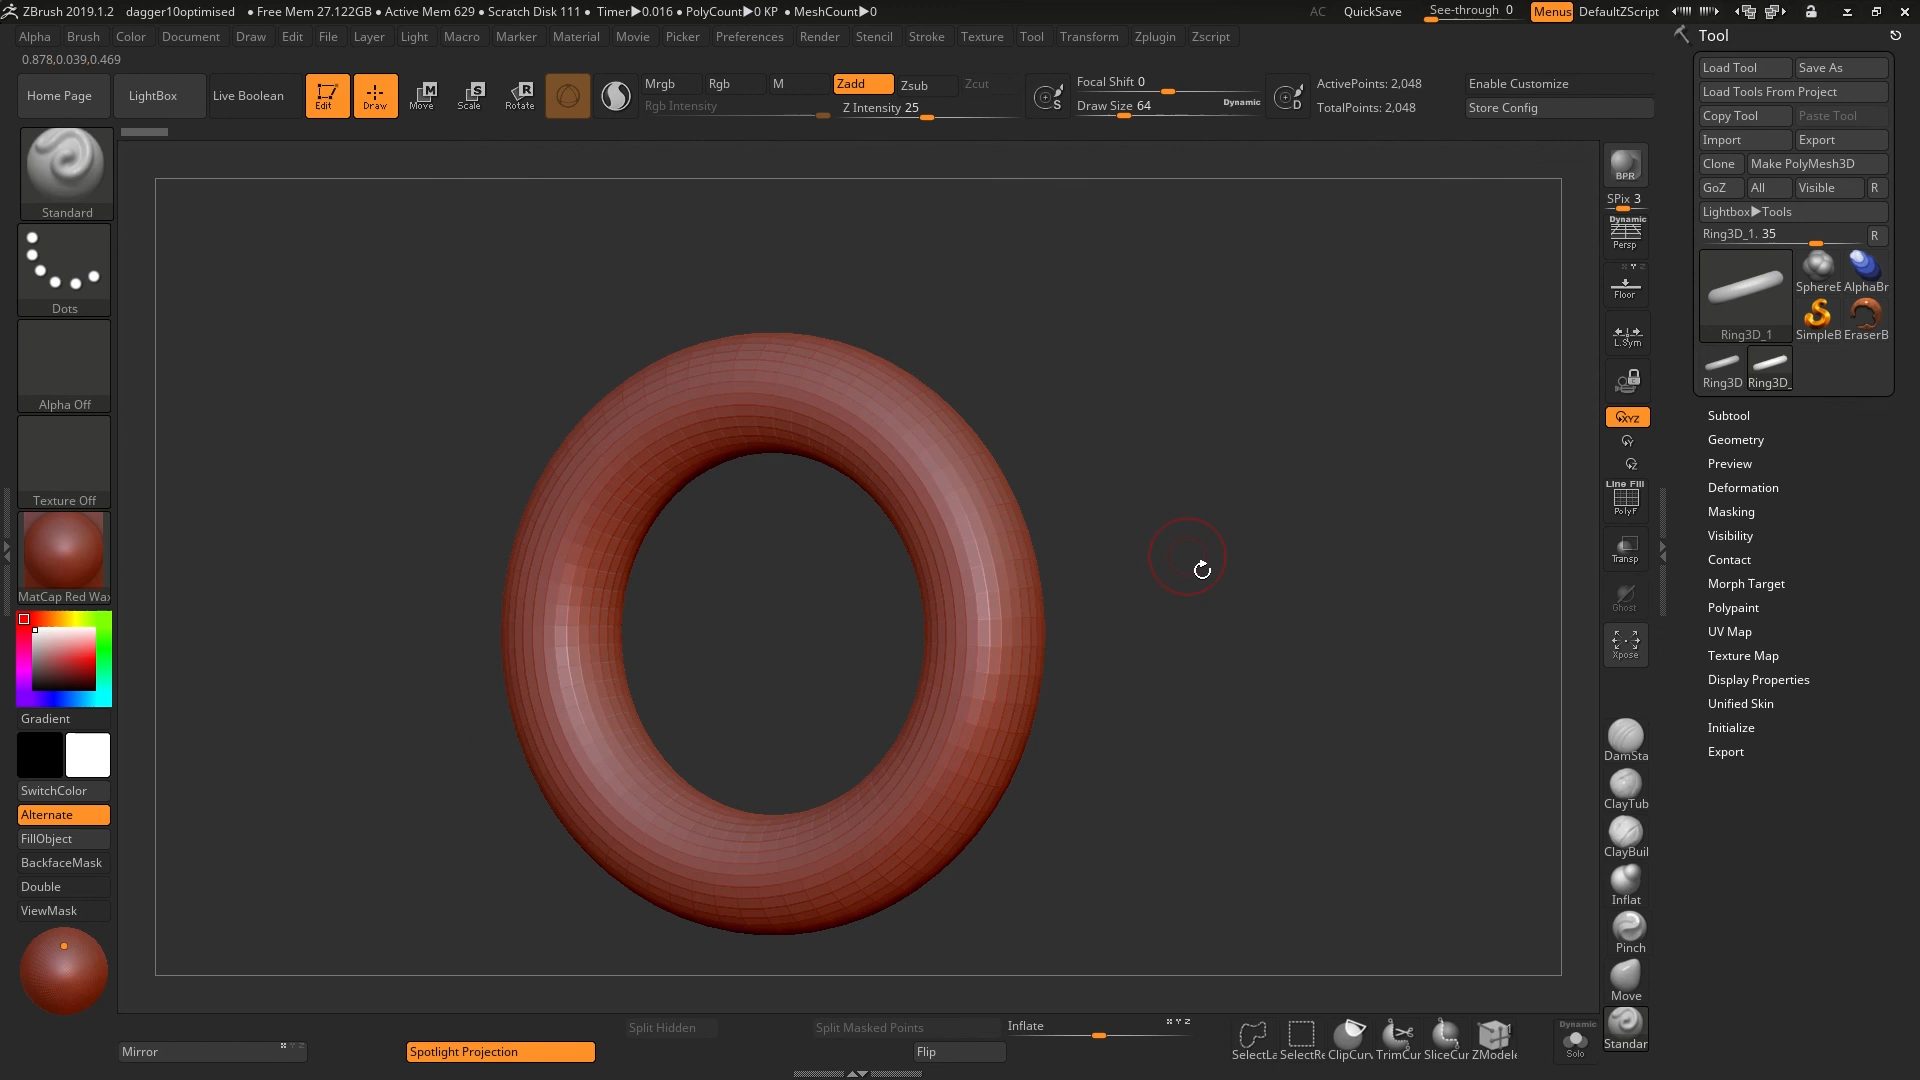 ZBrush 2019.1.2 dagger10optimised ● Free Mem 27.122GB ● Active Mem 629 ● Scratch Disk 111 ● Timer▶0.016 ● PolyCount▶0 KP ● MeshCount▶0 AC QuickSave See-through 0 Menus DefaultZScript
Alpha Brush Color Document Draw Edit File Layer Light Macro Marker Material Movie Picker Preferences Render Stencil Stroke Texture Tool Transform Zplugin Zscript
0.878,0.039,0.469
Home Page LightBox Live Boolean Edit Draw Move Scale Rotate
Mrgb Rgb M Zadd Zsub Zcut
Rgb Intensity Z Intensity 25
S Focal Shift 0
Draw Size 64 Dynamic D
ActivePoints: 2,048
TotalPoints: 2,048
Enable Customize
Store Config
Standard
Dots
Alpha Off
Texture Off
MatCap Red Wax
Gradient
SwitchColor
Alternate
FillObject
BackfaceMask
Double
ViewMask
BPR
SPix 3
Dynamic
Persp
Floor
L.Sym
XYZ
Y
Z
Line Fill
PolyF
Transp
Ghost
Xpose
DamSta
ClayTub
ClayBuil
Inflat
Pinch
Move
Standar
Tool
Load Tool Save As
Load Tools From Project
Copy Tool Paste Tool
Import Export
Clone Make PolyMesh3D
GoZ All Visible R
Lightbox▶Tools
Ring3D_1. 35 R
Ring3D_1 SphereE AlphaBr
SimpleB EraserB
Ring3D Ring3D_
Subtool
Geometry
Preview
Deformation
Masking
Visibility
Contact
Morph Target
Polypaint
UV Map
Texture Map
Display Properties
Unified Skin
Initialize
Export
Split Hidden Split Masked Points Inflate X Y Z
Mirror X Y Z Spotlight Projection Flip
SelectLa SelectRe ClipCurv TrimCur SliceCur ZModele
Dynamic
Solo